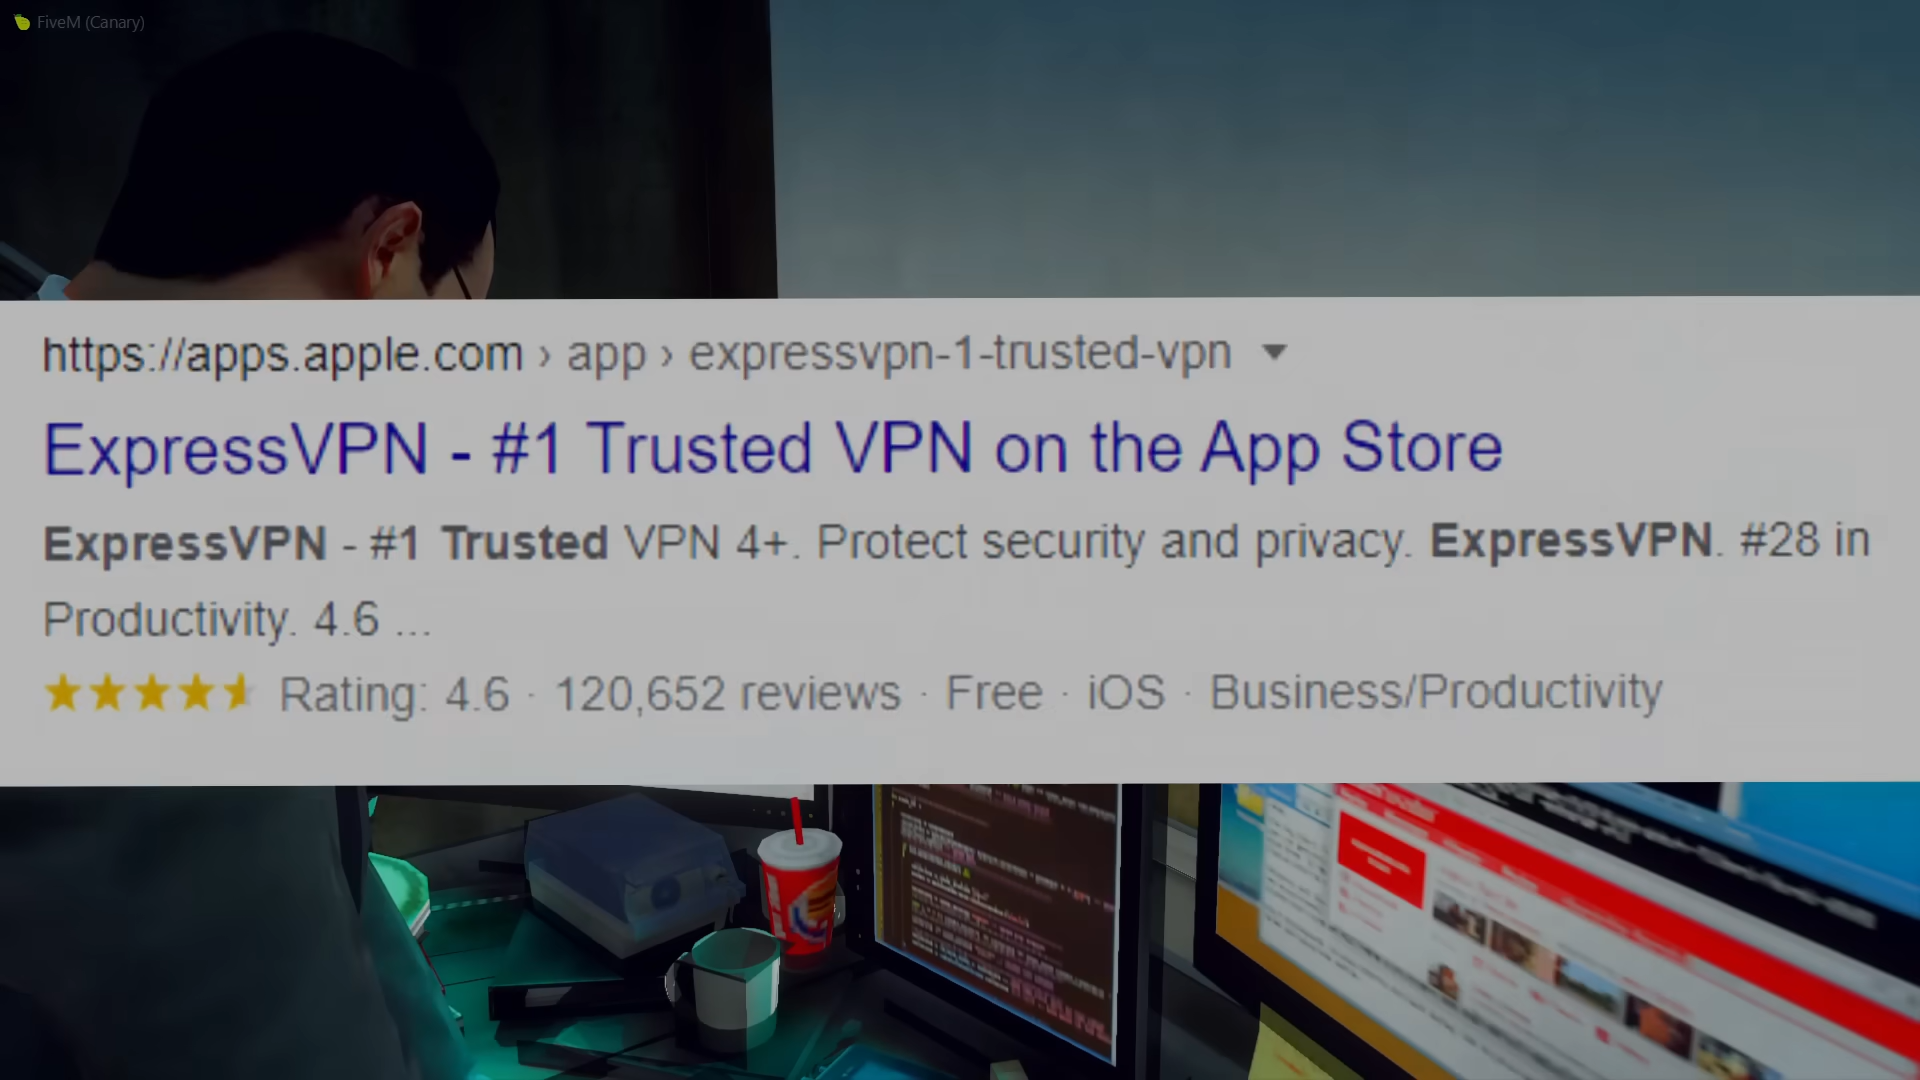 FiveM (Canary)
https://apps.apple.com › app › expressvpn-1-trusted-vpn
ExpressVPN - #1 Trusted VPN on the App Store
ExpressVPN - #1 Trusted VPN 4+. Protect security and privacy. ExpressVPN. #28 in
Productivity. 4.6 ...
Rating: 4.6 · 120,652 reviews · Free · iOS · Business/Productivity